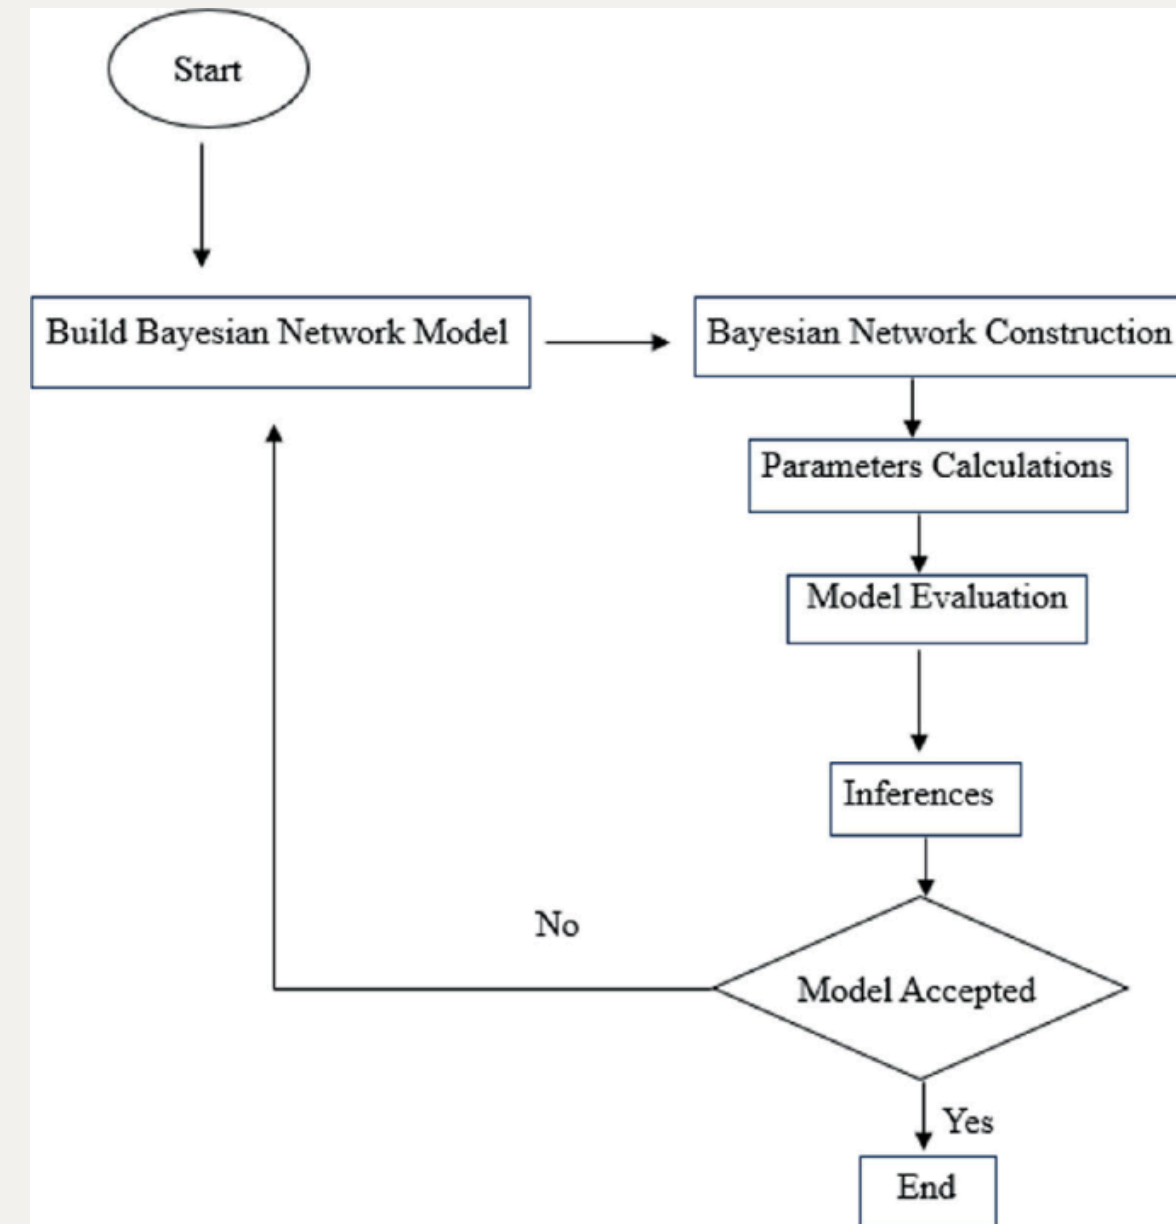 Start
Build Bayesian Network Model
Bayesian Network Construction
Parameters Calculations
Model Evaluation
Inferences
No
Model Accepted
Yes
End